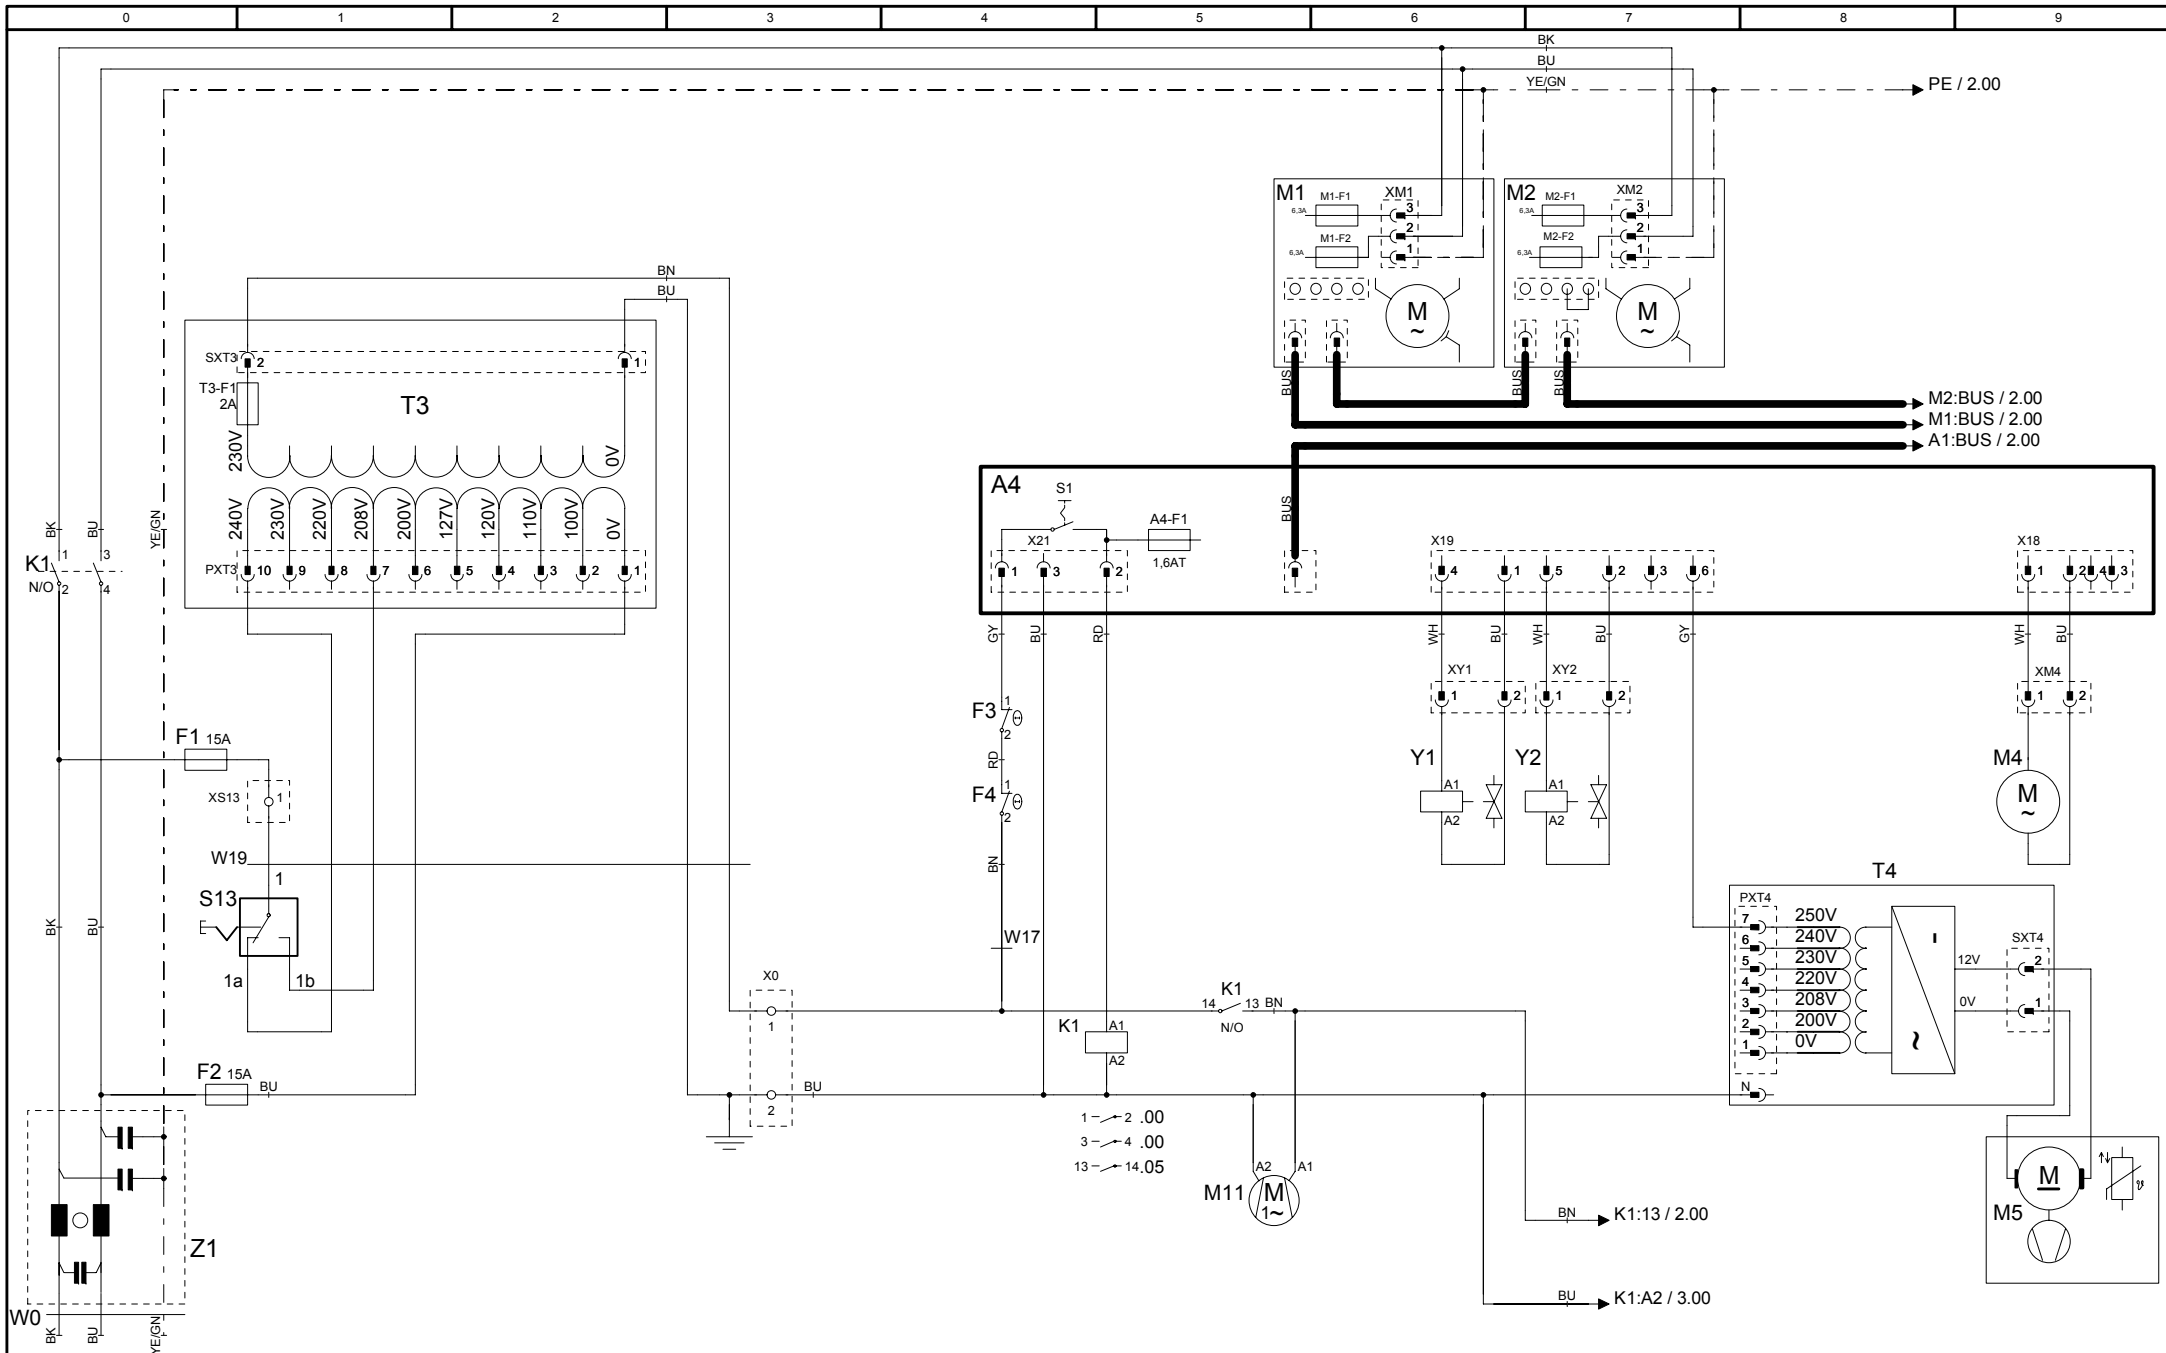 0 1 2 3 4 5 6 7 8 9
BK
BU
YE/GN
PE / 2.00
M1
M1-F1
6,3A
M1-F2
6,3A
XM1
3
2
1
M
~
BUS
M2
M2-F1
6,3A
M2-F2
6,3A
XM2
3
2
1
M
~
BUS
BUS
M2:BUS / 2.00
M1:BUS / 2.00
A1:BUS / 2.00
BN
BU
SXT3
2
1
T3-F1
2A
T3
230V
0V
240V
230V
220V
208V
200V
127V
120V
110V
100V
0V
PXT3
10 9 8 7 6 5 4 3 2 1
BK
BU
YE/GN
K1
N/O
1
2
3
4
A4
S1
X21
1 3 2
A4-F1
1,6AT
BUS
X19
4 1 5 2 3 6
X18
1 2 4 3
GY
BU
RD
WH
BU
WH
BU
GY
WH
BU
F3
1
2
RD
F4
1
2
BN
W17
XY1
1 2
XY2
1 2
XM4
1 2
Y1
A1
A2
Y2
A1
A2
M4
M
~
F1 15A
XS13
1
W19
1
S13
1a
1b
BK
BU
F2 15A
BU
X0
1
2
BU
K1
A1
A2
14
K1
13 BN
N/O
1 2 .00
3 4 .00
13 14 .05
M11
A2
A1
M
1~
T4
PXT4
7 250V
6 240V
5 230V
4 220V
3 208V
2 200V
1 0V
N
-
~
12V
0V
SXT4
2
1
M5
M
ϑ
BN
K1:13 / 2.00
BU
K1:A2 / 3.00
Z1
W0
BK
BU
YE/GN